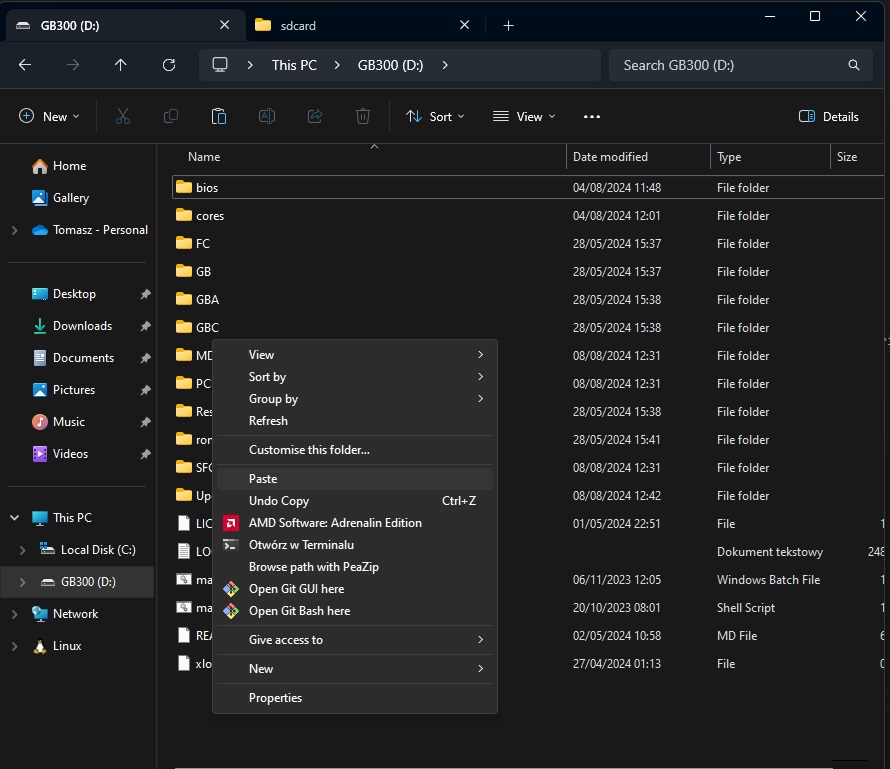 GB300 (D:)
sdcard
This PC
GB300 (D:)
Search GB300 (D:)
New
Sort
View
Details
Name
Date modified
Type
Size
Home
Gallery
Tomasz - Personal
Desktop
Downloads
Documents
Pictures
Music
Videos
This PC
Local Disk (C:)
GB300 (D:)
Network
Linux
bios 04/08/2024 11:48 File folder
cores 04/08/2024 12:01 File folder
FC 28/05/2024 15:37 File folder
GB 28/05/2024 15:37 File folder
GBA 28/05/2024 15:38 File folder
GBC 28/05/2024 15:38 File folder
MD 08/08/2024 12:31 File folder
PC 08/08/2024 12:31 File folder
Res 28/05/2024 15:38 File folder
ror 28/05/2024 15:41 File folder
SFC 08/08/2024 12:31 File folder
Up 08/08/2024 12:42 File folder
LIC 01/05/2024 22:51 File 1
LO Dokument tekstowy 248
ma 06/11/2023 12:05 Windows Batch File 1
ma 20/10/2023 08:01 Shell Script 1
REA 02/05/2024 10:58 MD File 6
xlo 27/04/2024 01:13 File 0
View
Sort by
Group by
Refresh
Customise this folder...
Paste
Undo Copy Ctrl+Z
AMD Software: Adrenalin Edition
Otwórz w Terminalu
Browse path with PeaZip
Open Git GUI here
Open Git Bash here
Give access to
New
Properties